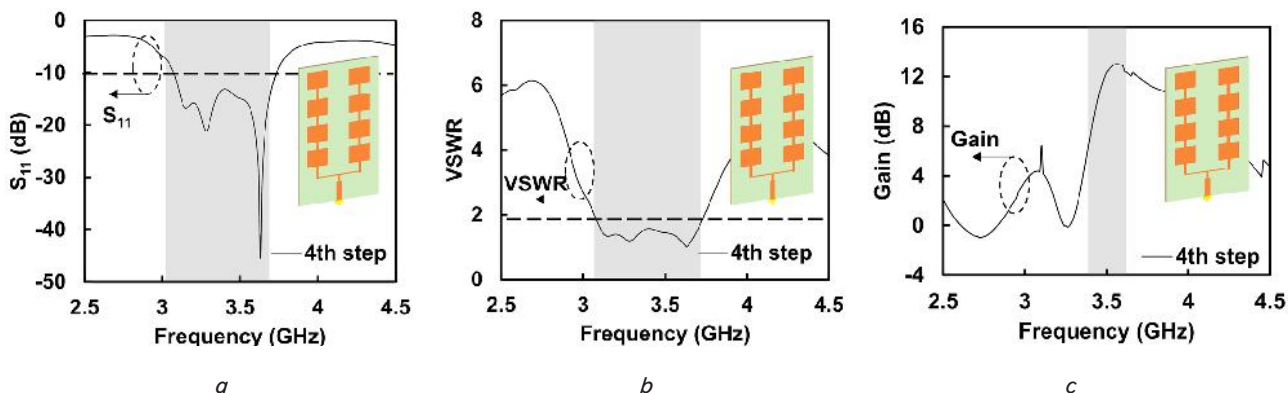 0
-10
-20
-30
-40
-50
S₁₁ (dB)
S₁₁
4th step
2.5 3 3.5 4 4.5
Frequency (GHz)
a
8
6
4
2
0
VSWR
VSWR
4th step
2.5 3 3.5 4 4.5
Frequency (GHz)
b
16
12
8
4
0
-4
Gain (dB)
Gain
4th step
2.5 3 3.5 4 4.5
Frequency (GHz)
c